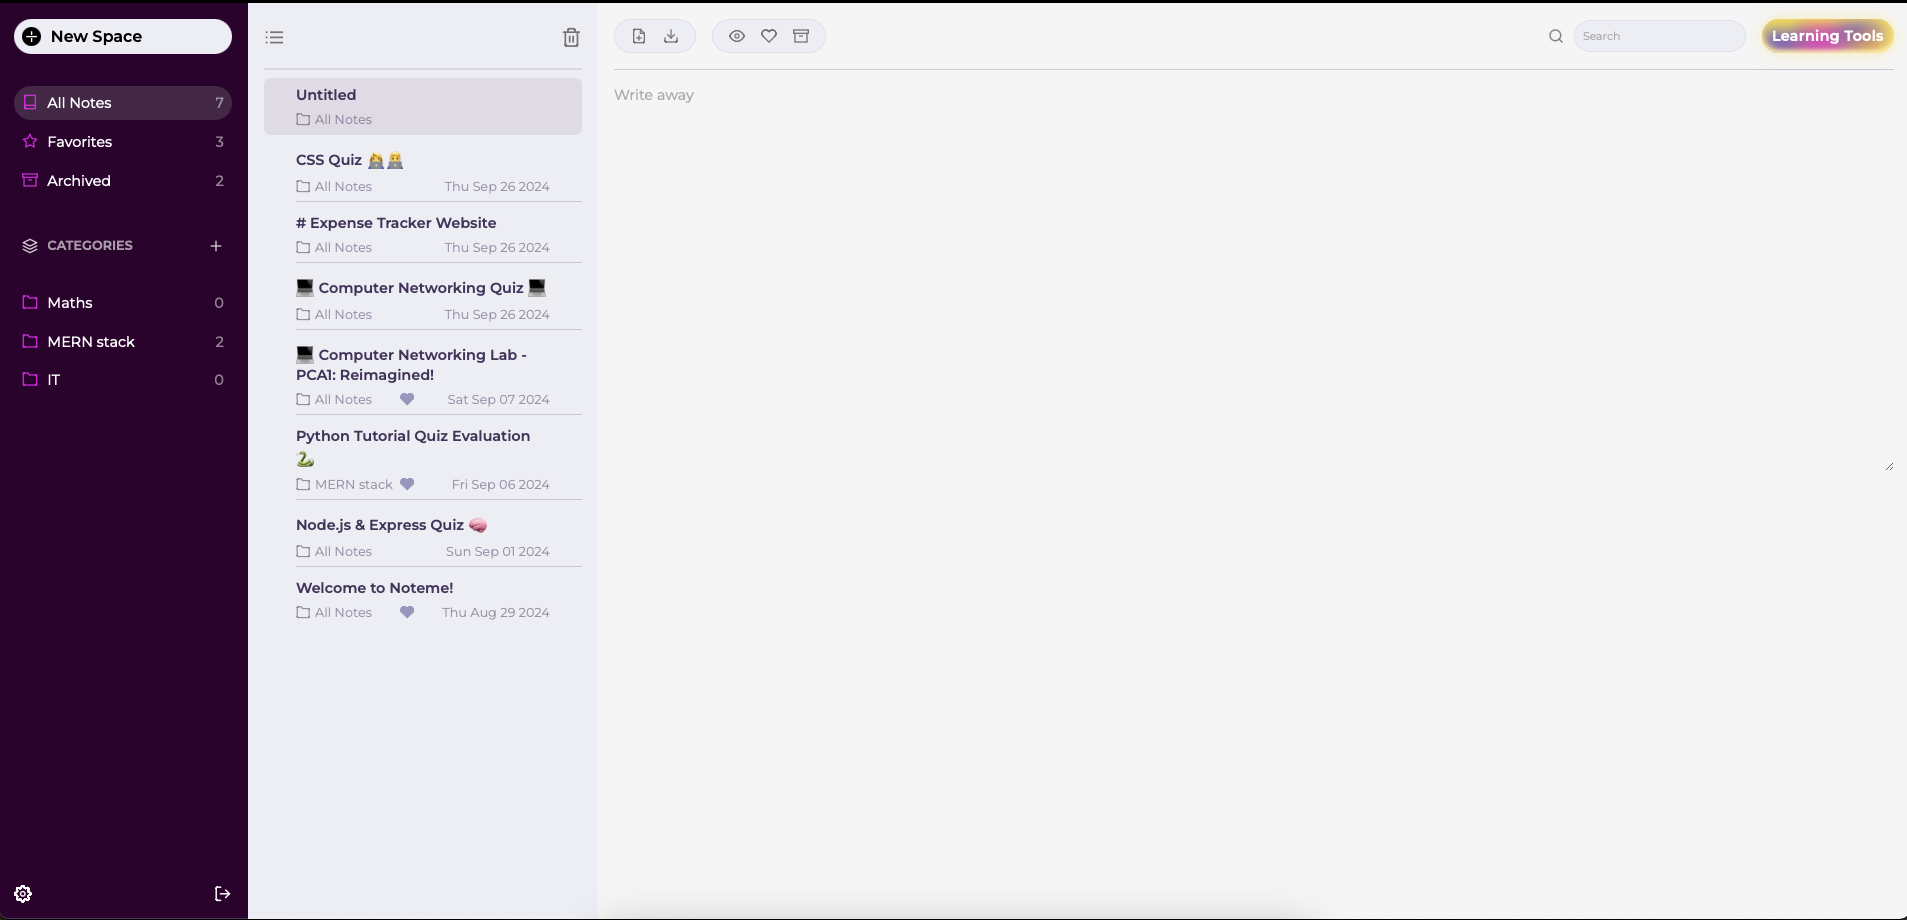 New Space
All Notes 7
Favorites 3
Archived 2
CATEGORIES
Maths 0
MERN stack 2
IT 0
Untitled
All Notes
CSS Quiz 🙋👨‍💻
All Notes Thu Sep 26 2024
# Expense Tracker Website
All Notes Thu Sep 26 2024
💻 Computer Networking Quiz 💻
All Notes Thu Sep 26 2024
💻 Computer Networking Lab -
PCA1: Reimagined!
All Notes Sat Sep 07 2024
Python Tutorial Quiz Evaluation
🐍
MERN stack Fri Sep 06 2024
Node.js & Express Quiz 🧠
All Notes Sun Sep 01 2024
Welcome to Noteme!
All Notes Thu Aug 29 2024
Search
Learning Tools
Write away